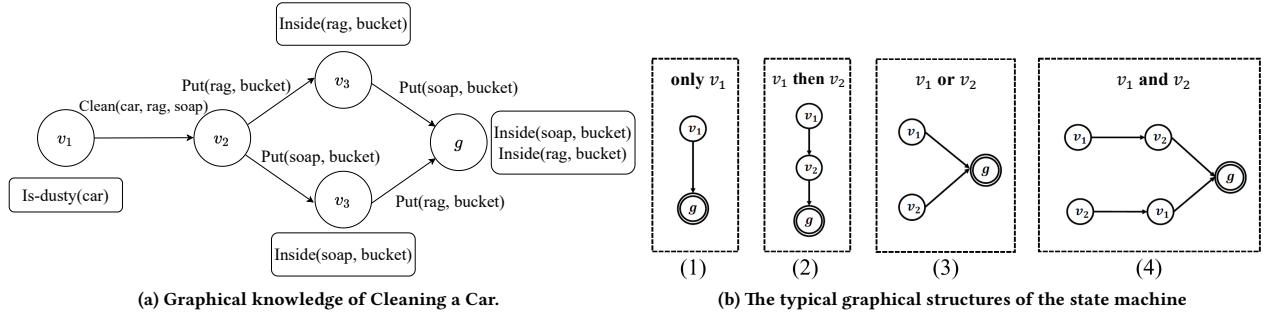 Inside(rag, bucket)
v₃
Put(rag, bucket)
Put(soap, bucket)
Clean(car, rag, soap)
v₁
v₂
g
Inside(soap, bucket)
Inside(rag, bucket)
Put(soap, bucket)
Is-dusty(car)
v₃
Put(rag, bucket)
Inside(soap, bucket)
(a) Graphical knowledge of Cleaning a Car.
only v₁
v₁
g
(1)
v₁ then v₂
v₁
v₂
g
(2)
v₁ or v₂
v₁
v₂
g
(3)
v₁ and v₂
v₁
v₂
v₂
v₁
g
(4)
(b) The typical graphical structures of the state machine